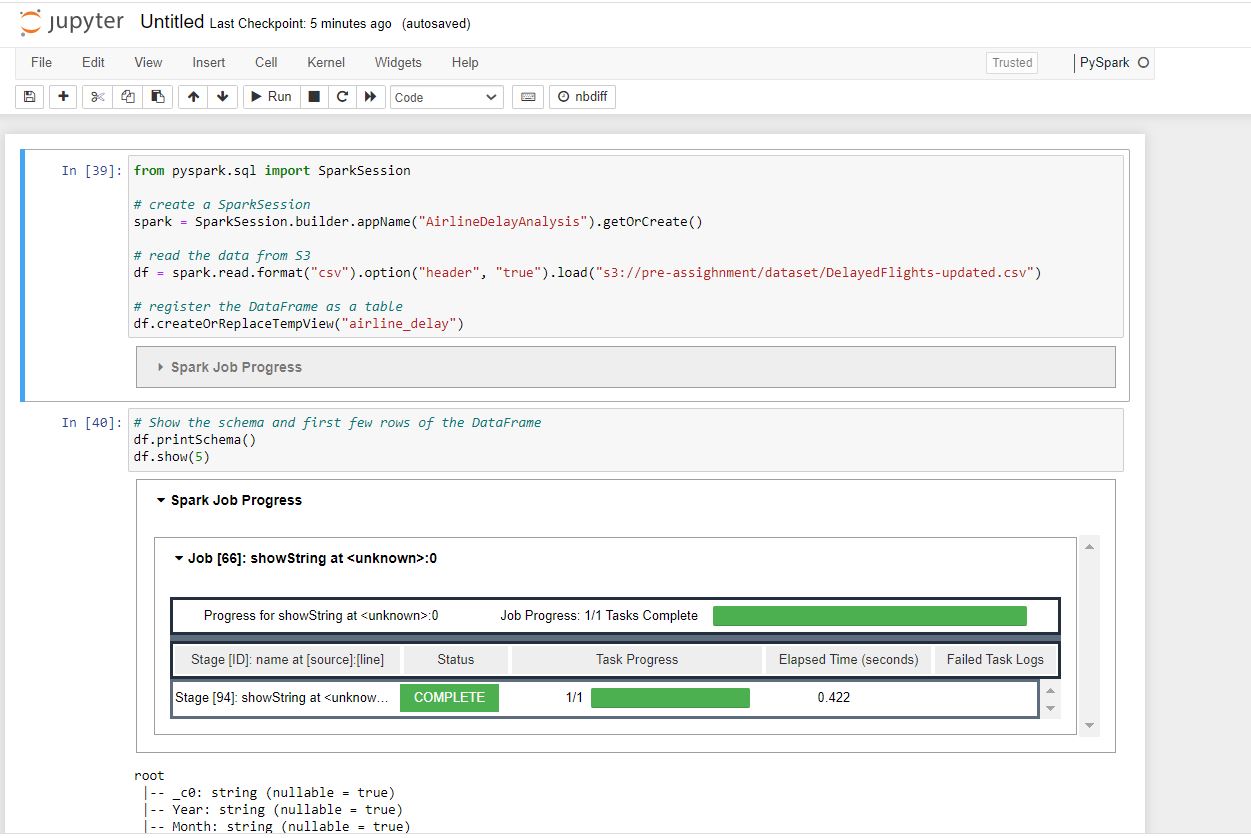 jupyter Untitled Last Checkpoint: 5 minutes ago (autosaved)
File Edit View Insert Cell Kernel Widgets Help Trusted PySpark
Run Code nbdiff
In [39]: from pyspark.sql import SparkSession
# create a SparkSession
spark = SparkSession.builder.appName("AirlineDelayAnalysis").getOrCreate()
# read the data from S3
df = spark.read.format("csv").option("header", "true").load("s3://pre-assighnment/dataset/DelayedFlights-updated.csv")
# register the DataFrame as a table
df.createOrReplaceTempView("airline_delay")
Spark Job Progress
In [40]: # Show the schema and first few rows of the DataFrame
df.printSchema()
df.show(5)
Spark Job Progress
Job [66]: showString at <unknown>:0
Progress for showString at <unknown>:0 Job Progress: 1/1 Tasks Complete
Stage [ID]: name at [source]:[line] Status Task Progress Elapsed Time (seconds) Failed Task Logs
Stage [94]: showString at <unknow... COMPLETE 1/1 0.422
root
|-- _c0: string (nullable = true)
|-- Year: string (nullable = true)
|-- Month: string (nullable = true)